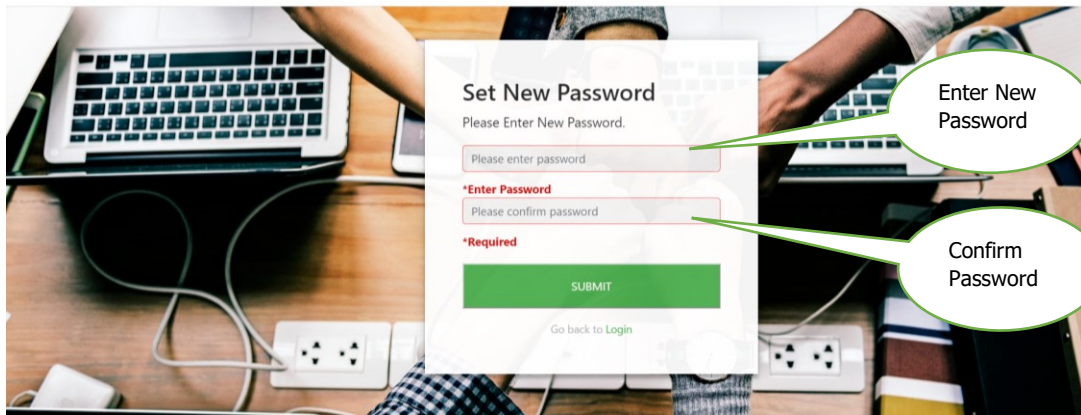 Set New Password
Please Enter New Password.
Please enter password
*Enter Password
Please confirm password
*Required
SUBMIT
Go back to Login
Enter New
Password
Confirm
Password